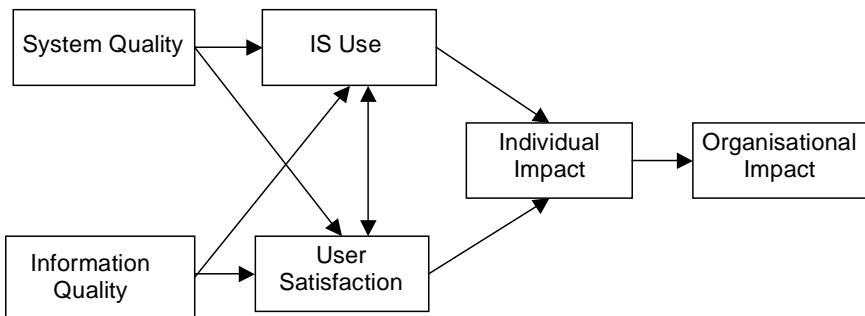 System Quality
IS Use
Individual
Impact
Organisational
Impact
Information
Quality
User
Satisfaction